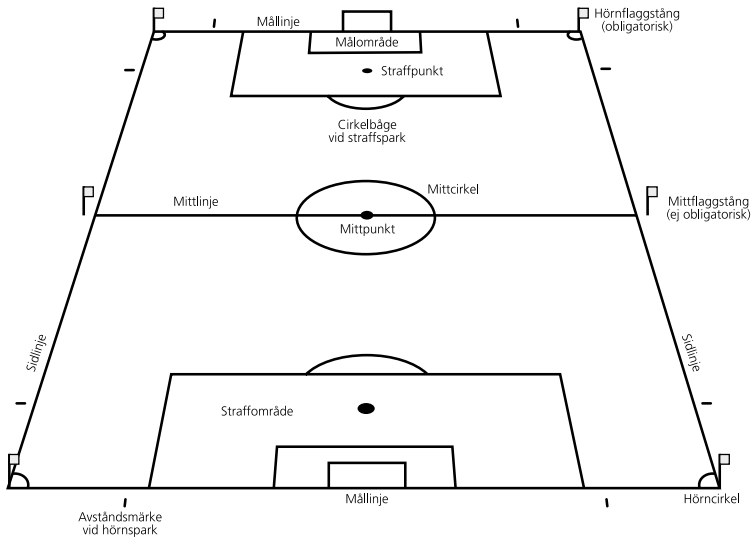 Mållinje
Hörnflaggstång
(obligatorisk)
Målområde
Straffpunkt
Cirkelbåge
vid straffspark
Mittcirkel
Mittlinje
Mittflaggstång
(ej obligatorisk)
Mittpunkt
Sidlinje
Sidlinje
Straffområde
Mållinje
Hörncirkel
Avståndsmärke
vid hörnspark